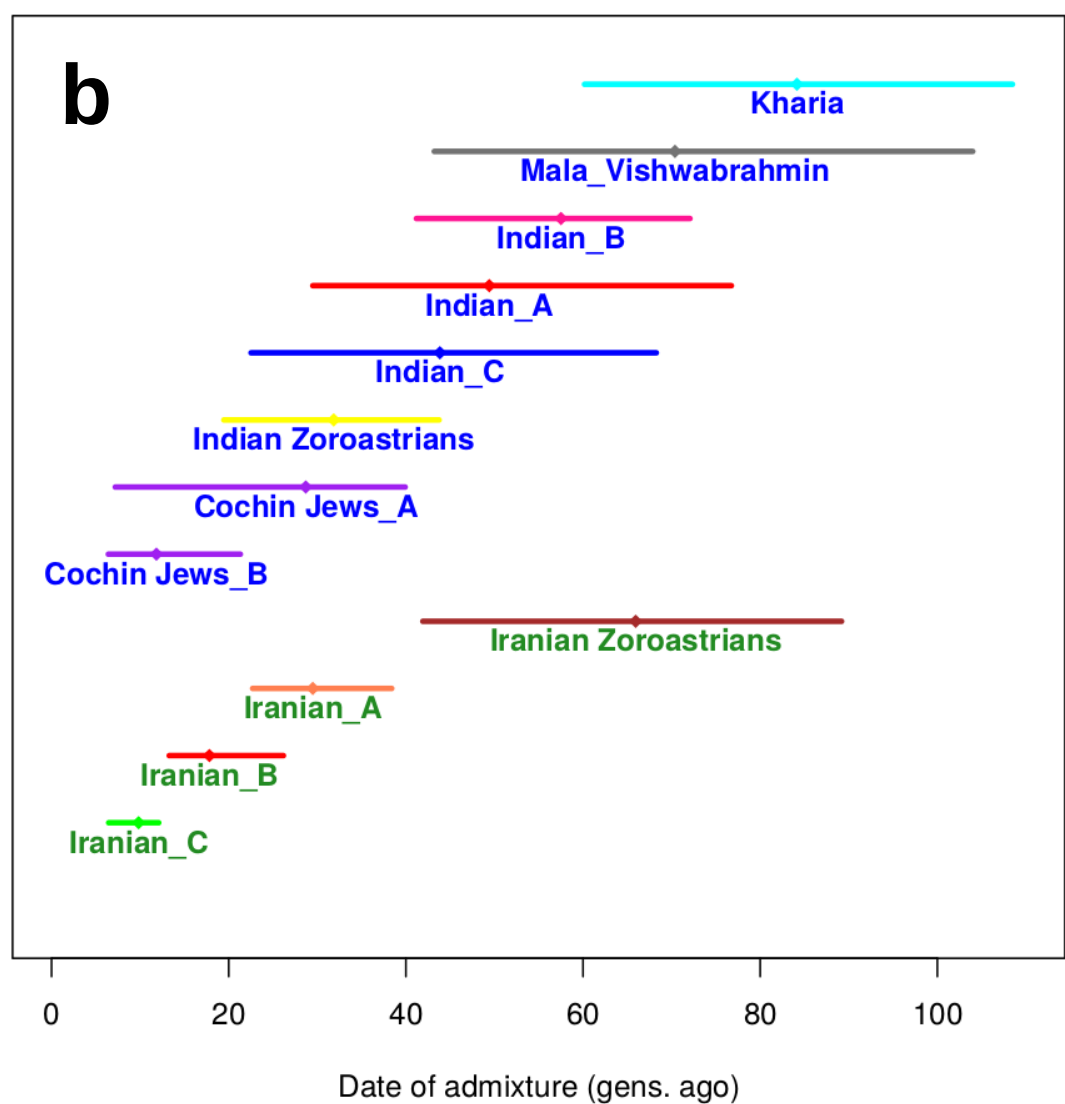 b
Kharia
Mala_Vishwabrahmin
Indian_B
Indian_A
Indian_C
Indian Zoroastrians
Cochin Jews_A
Cochin Jews_B
Iranian Zoroastrians
Iranian_A
Iranian_B
Iranian_C
0 20 40 60 80 100
Date of admixture (gens. ago)